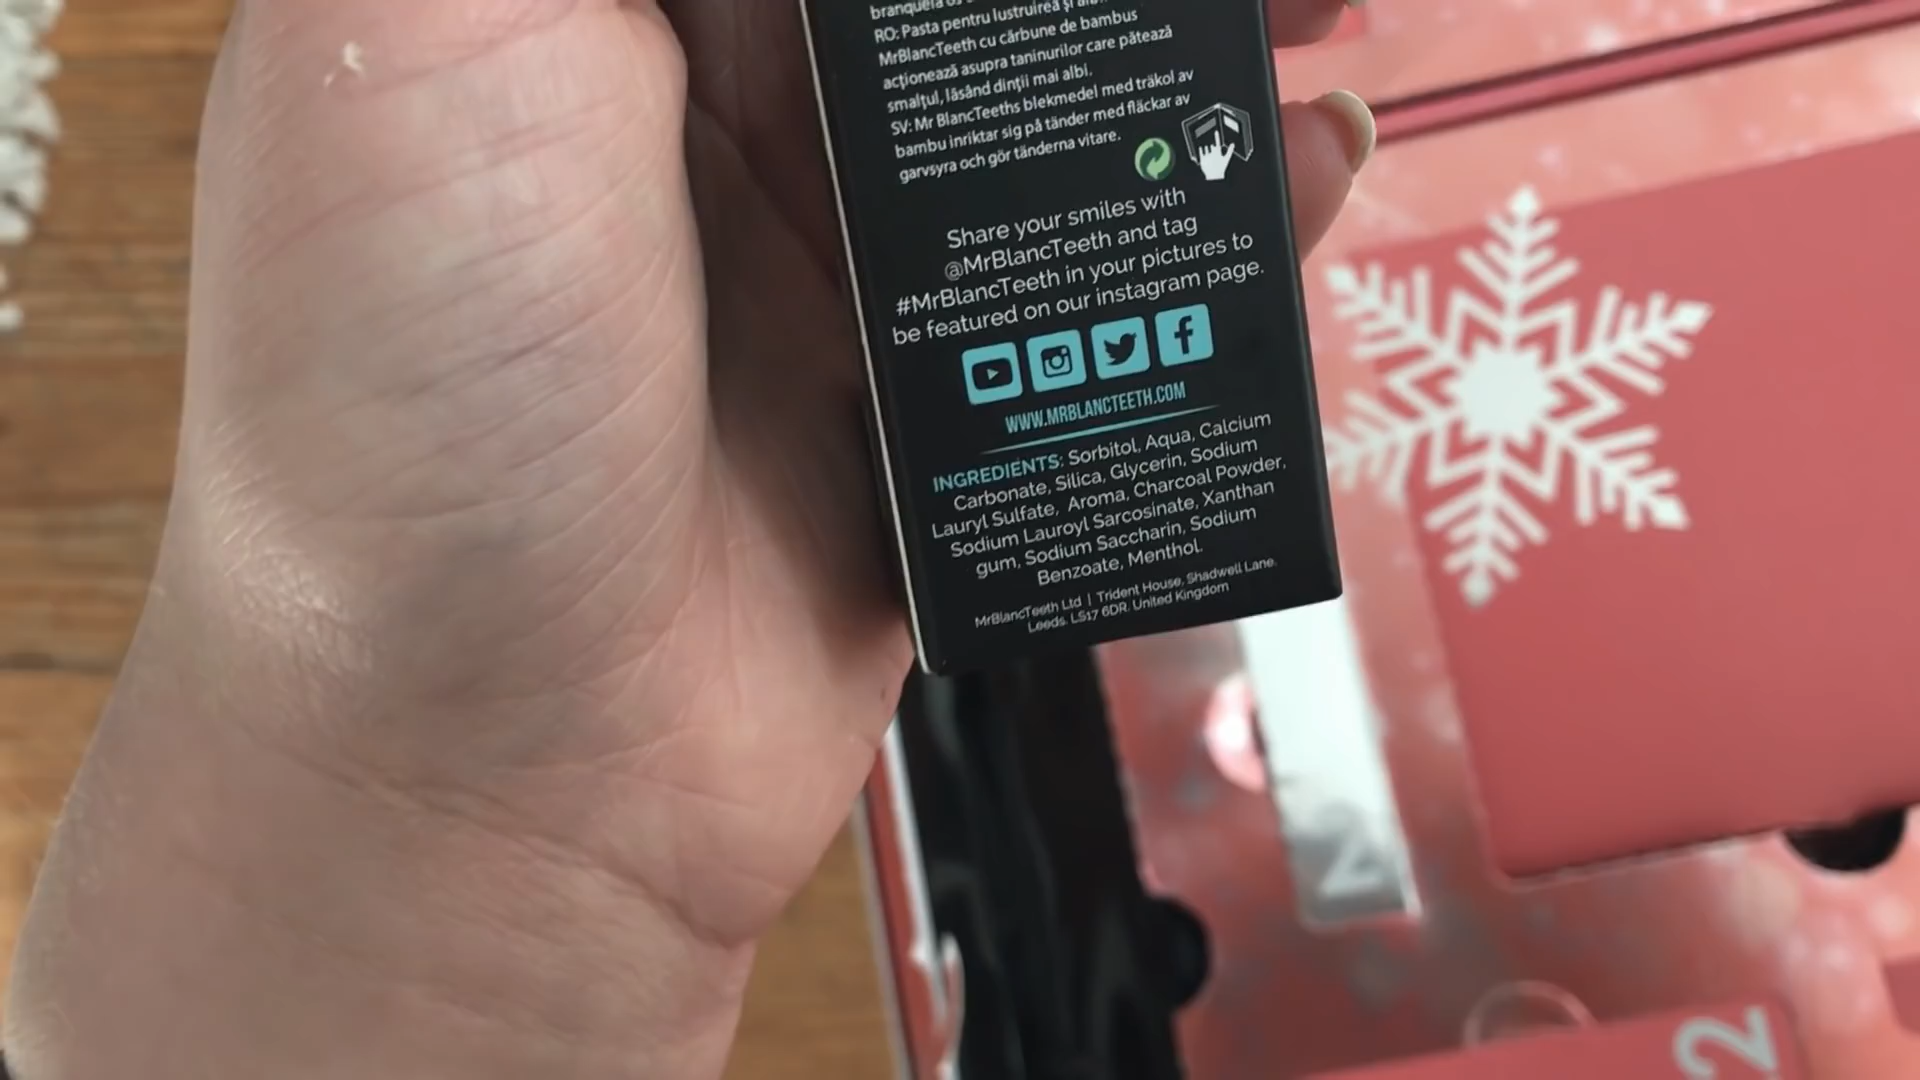 branqueia os
RO: Pasta pentru lustruirea și
MrBlancTeeth cu cărbune de bambus
acționează asupra taninurilor care pătează
smalțul, lăsând dinții mai albi.
SV: Mr BlancTeeths blekmedel med träkol av
bambu inriktar sig på tänder med fläckar av
garvsyra och gör tänderna vitare.
Share your smiles with
@MrBlancTeeth and tag
#MrBlancTeeth in your pictures to
be featured on our instagram page.
WWW.MRBLANCTEETH.COM
INGREDIENTS: Sorbitol, Aqua, Calcium
Carbonate, Silica, Glycerin, Sodium
Lauryl Sulfate, Aroma, Charcoal Powder,
Sodium Lauroyl Sarcosinate, Xanthan
gum, Sodium Saccharin, Sodium
Benzoate, Menthol.
MrBlancTeeth Ltd | Trident House, Shadwell Lane,
Leeds. LS17 6DR. United Kingdom
2